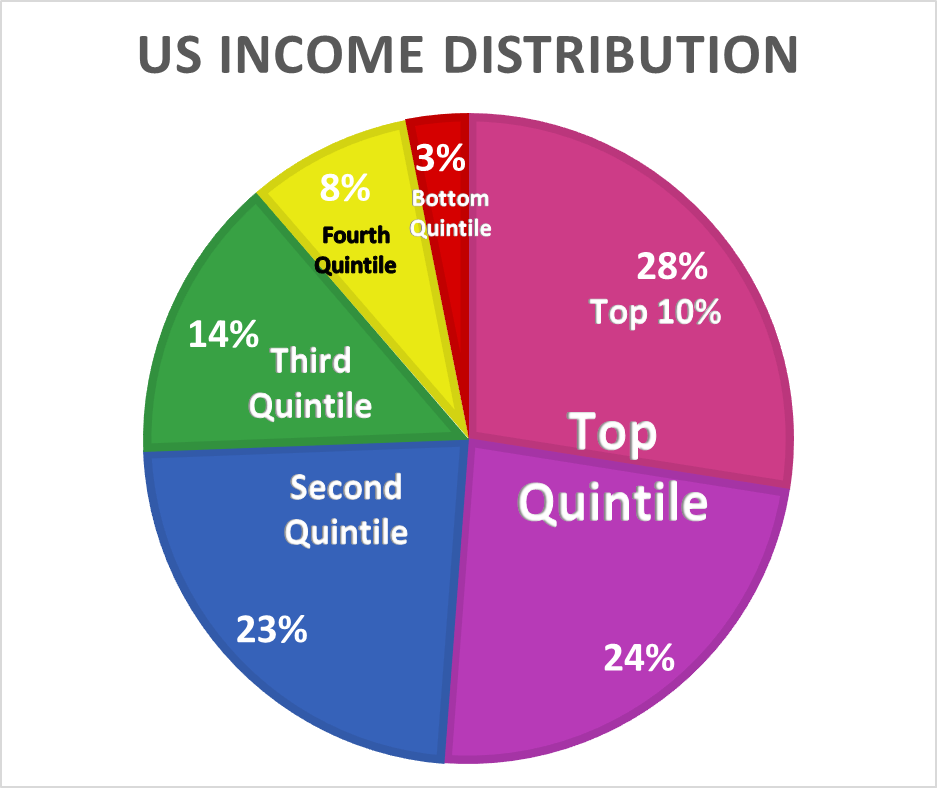 US INCOME DISTRIBUTION
3%
Bottom
Quintile
8%
Fourth
Quintile
28%
Top 10%
14%
Third
Quintile
Top
Quintile
Second
Quintile
23%
24%